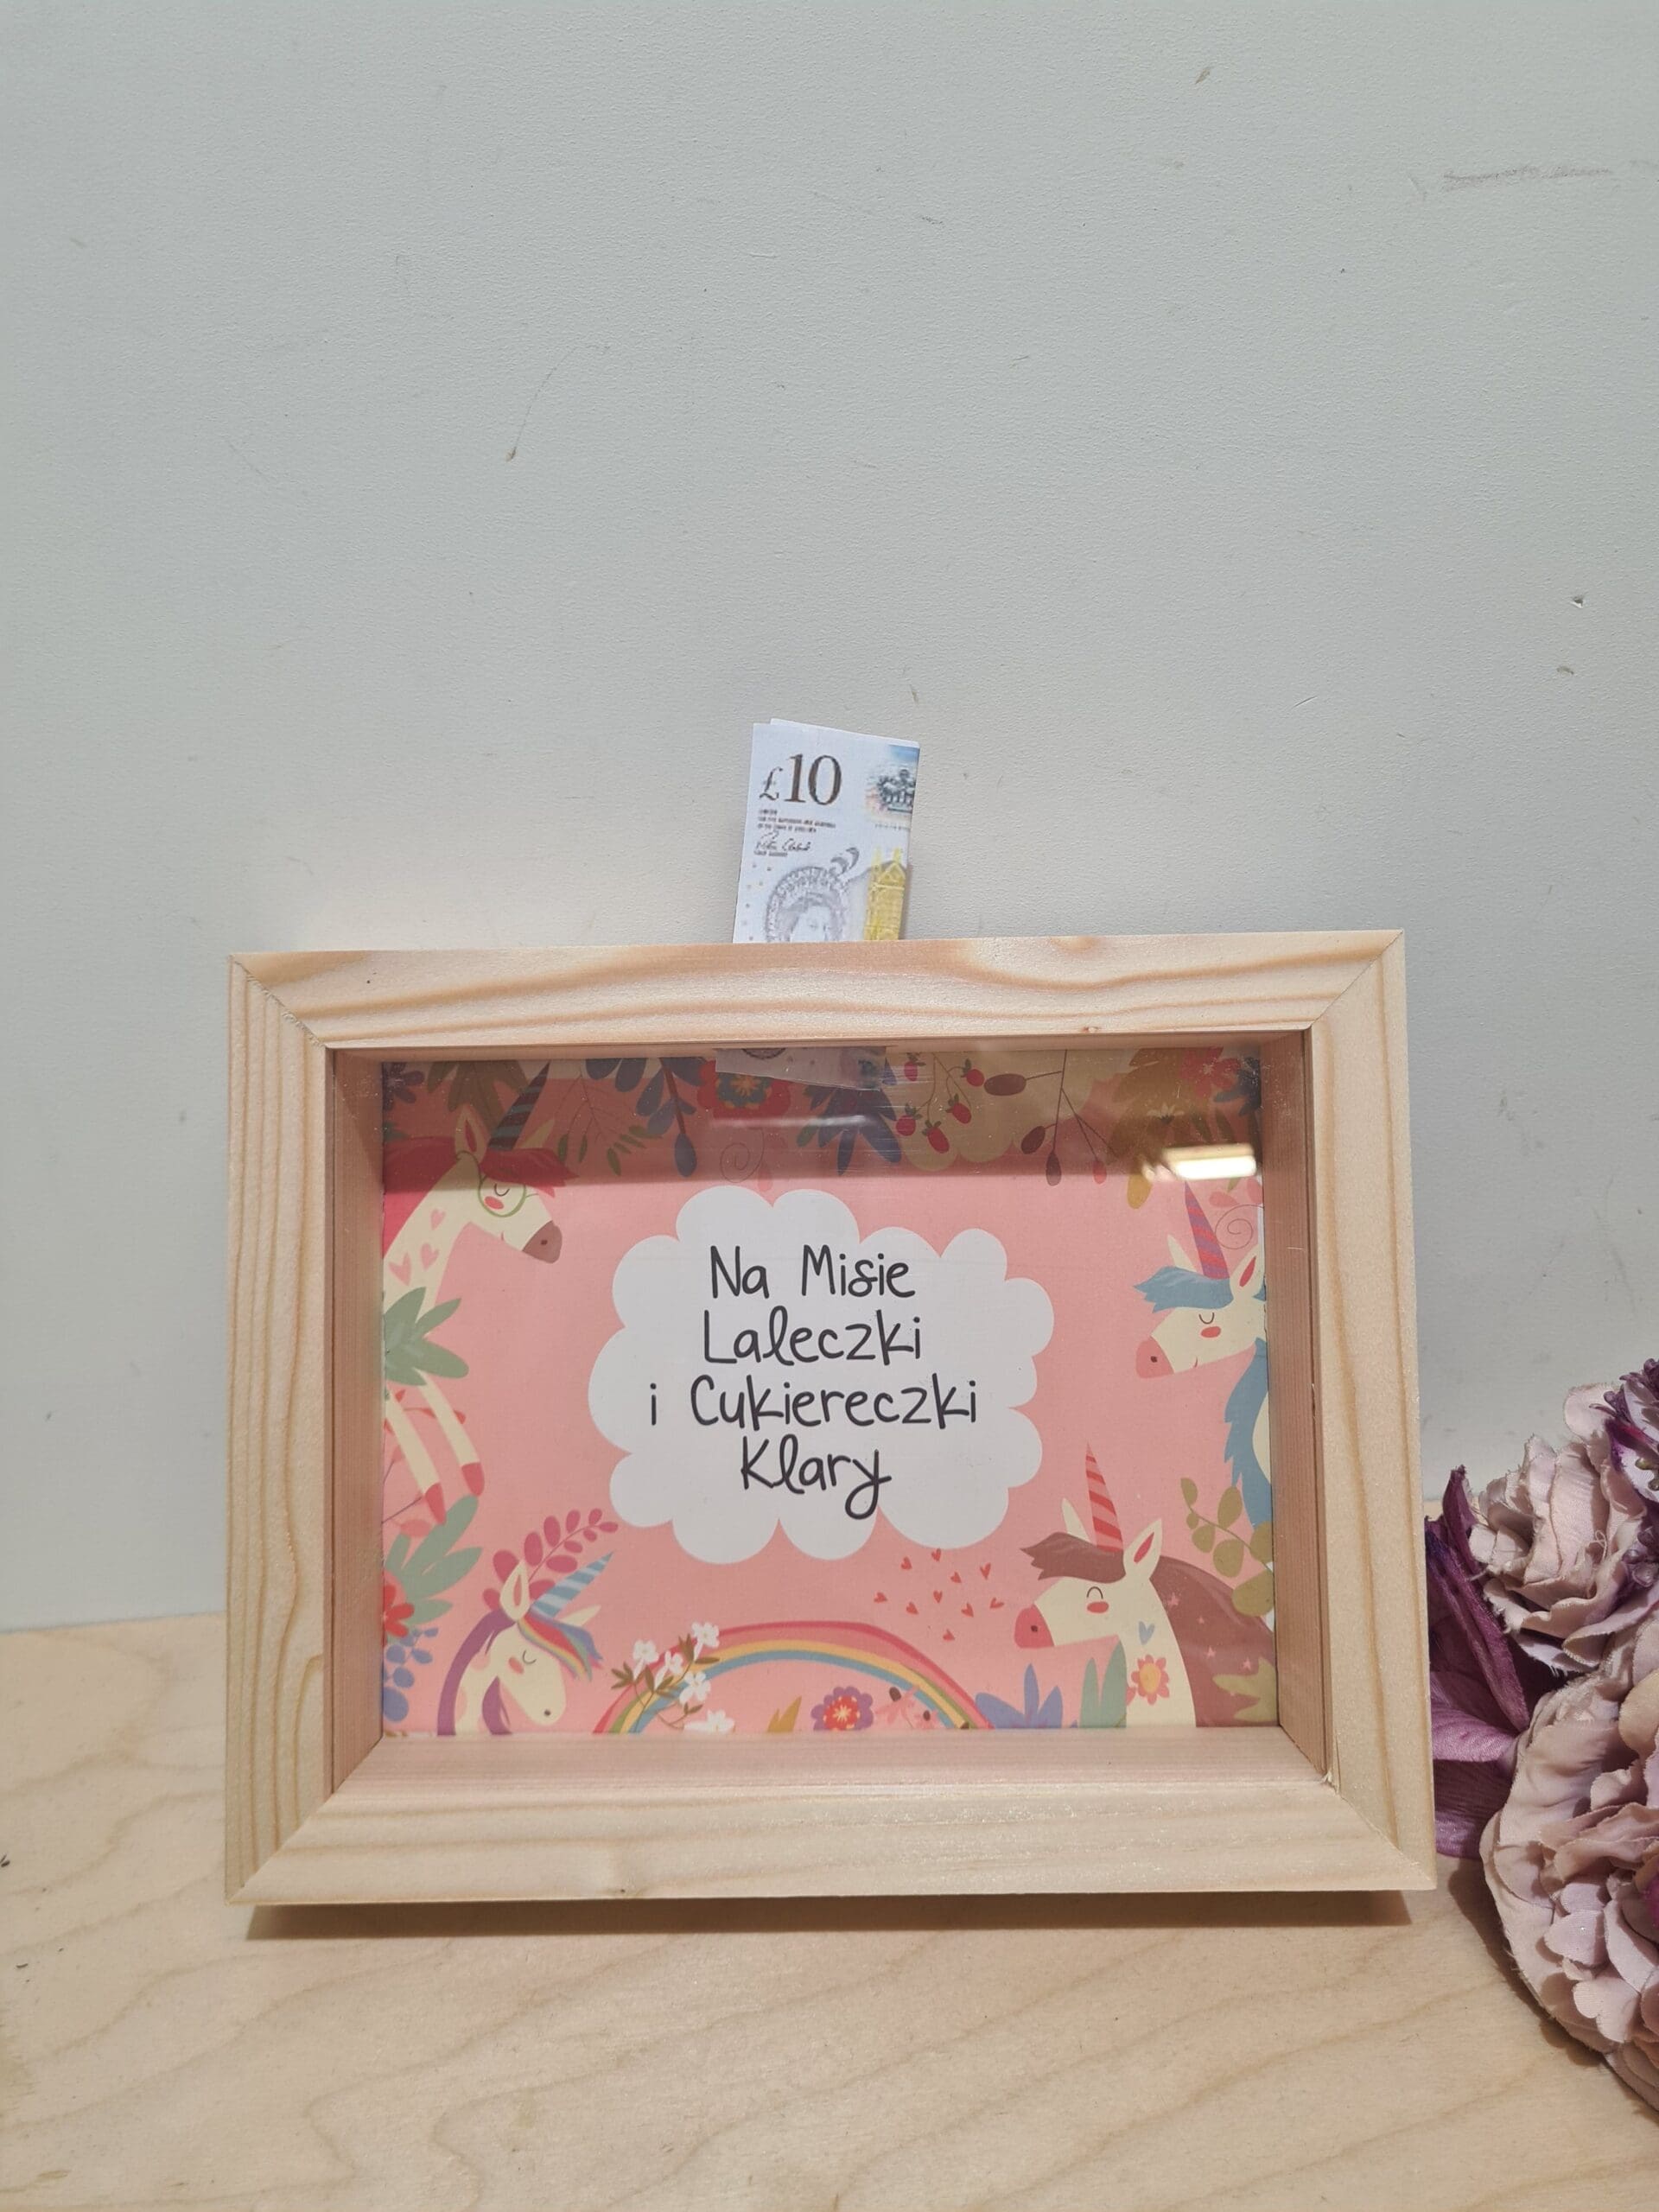 £10
Na Misie
Laleczki
i Cukiereczki
Klary